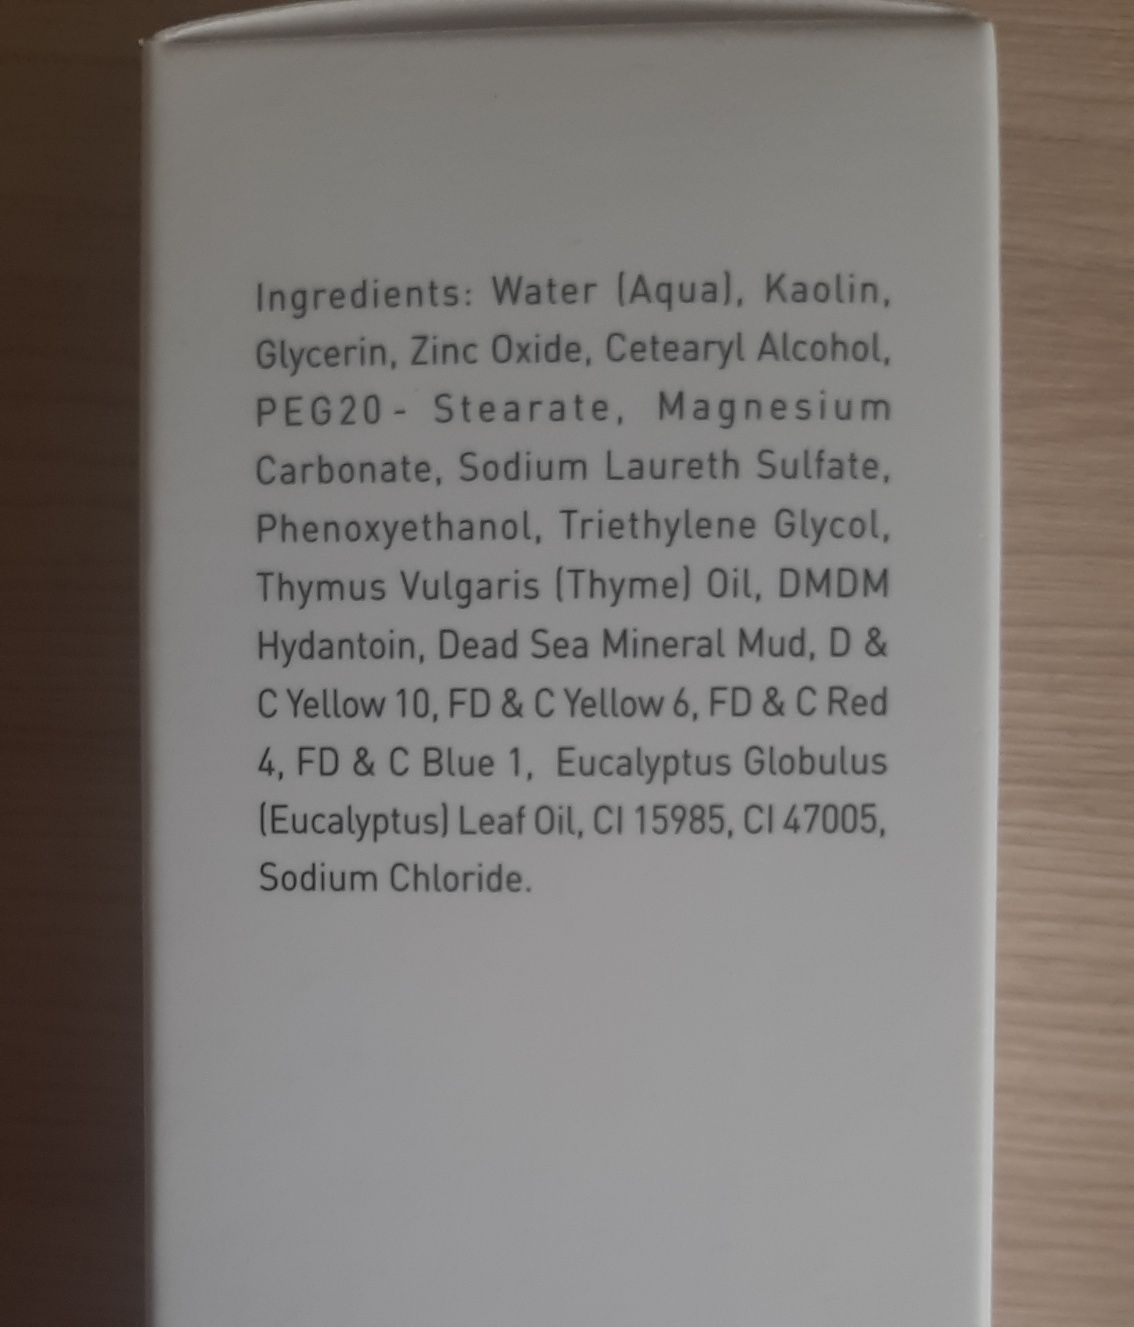 Ingredients: Water (Aqua), Kaolin,
Glycerin, Zinc Oxide, Cetearyl Alcohol,
PEG20- Stearate, Magnesium
Carbonate, Sodium Laureth Sulfate,
Phenoxyethanol, Triethylene Glycol,
Thymus Vulgaris (Thyme) Oil, DMDM
Hydantoin, Dead Sea Mineral Mud, D &
C Yellow 10, FD & C Yellow 6, FD & C Red
4, FD & C Blue 1, Eucalyptus Globulus
(Eucalyptus) Leaf Oil, CI 15985, CI 47005,
Sodium Chloride.